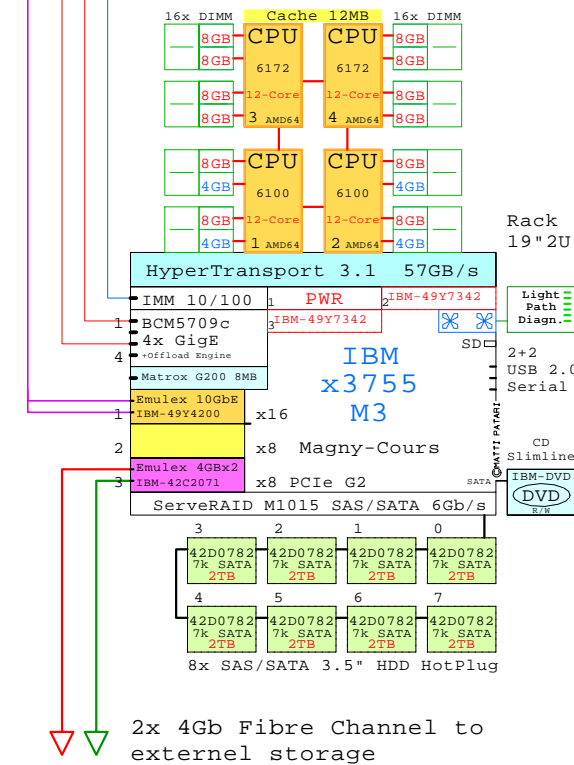 16x DIMM Cache 12MB 16x DIMM
8GB CPU CPU 8GB
8GB 6172 6172 8GB
8GB 12-Core 12-Core 8GB
8GB 3 AMD64 4 AMD64 8GB
8GB CPU CPU 8GB
4GB 6100 6100 4GB
8GB 12-Core 12-Core 8GB
4GB 1 AMD64 2 AMD64 4GB
Rack
19"2U
HyperTransport 3.1 57GB/s
IMM 10/100 1 PWR 2 IBM-49Y7342
3 IBM-49Y7342
Light
Path
Diagn.
1 BCM5709c
4x GigE
4 +Offload Engine
SD
Matrox G200 8MB
IBM
x3755
M3
2+2
USB 2.0
Serial
Emulex 10GbE
1 IBM-49Y4200 x16
2 x8 Magny-Cours
©MATTI PATARI
CD
Slimline
Emulex 4GBx2
3 IBM-42C2071 x8 PCIe G2 SATA
IBM-DVD
DVD
R/W
ServeRAID M1015 SAS/SATA 6Gb/s
3 2 1 0
42D0782 42D0782 42D0782 42D0782
7k SATA 7k SATA 7k SATA 7k SATA
2TB 2TB 2TB 2TB
4 5 6 7
42D0782 42D0782 42D0782 42D0782
7k SATA 7k SATA 7k SATA 7k SATA
2TB 2TB 2TB 2TB
8x SAS/SATA 3.5" HDD HotPlug
2x 4Gb Fibre Channel to
externel storage